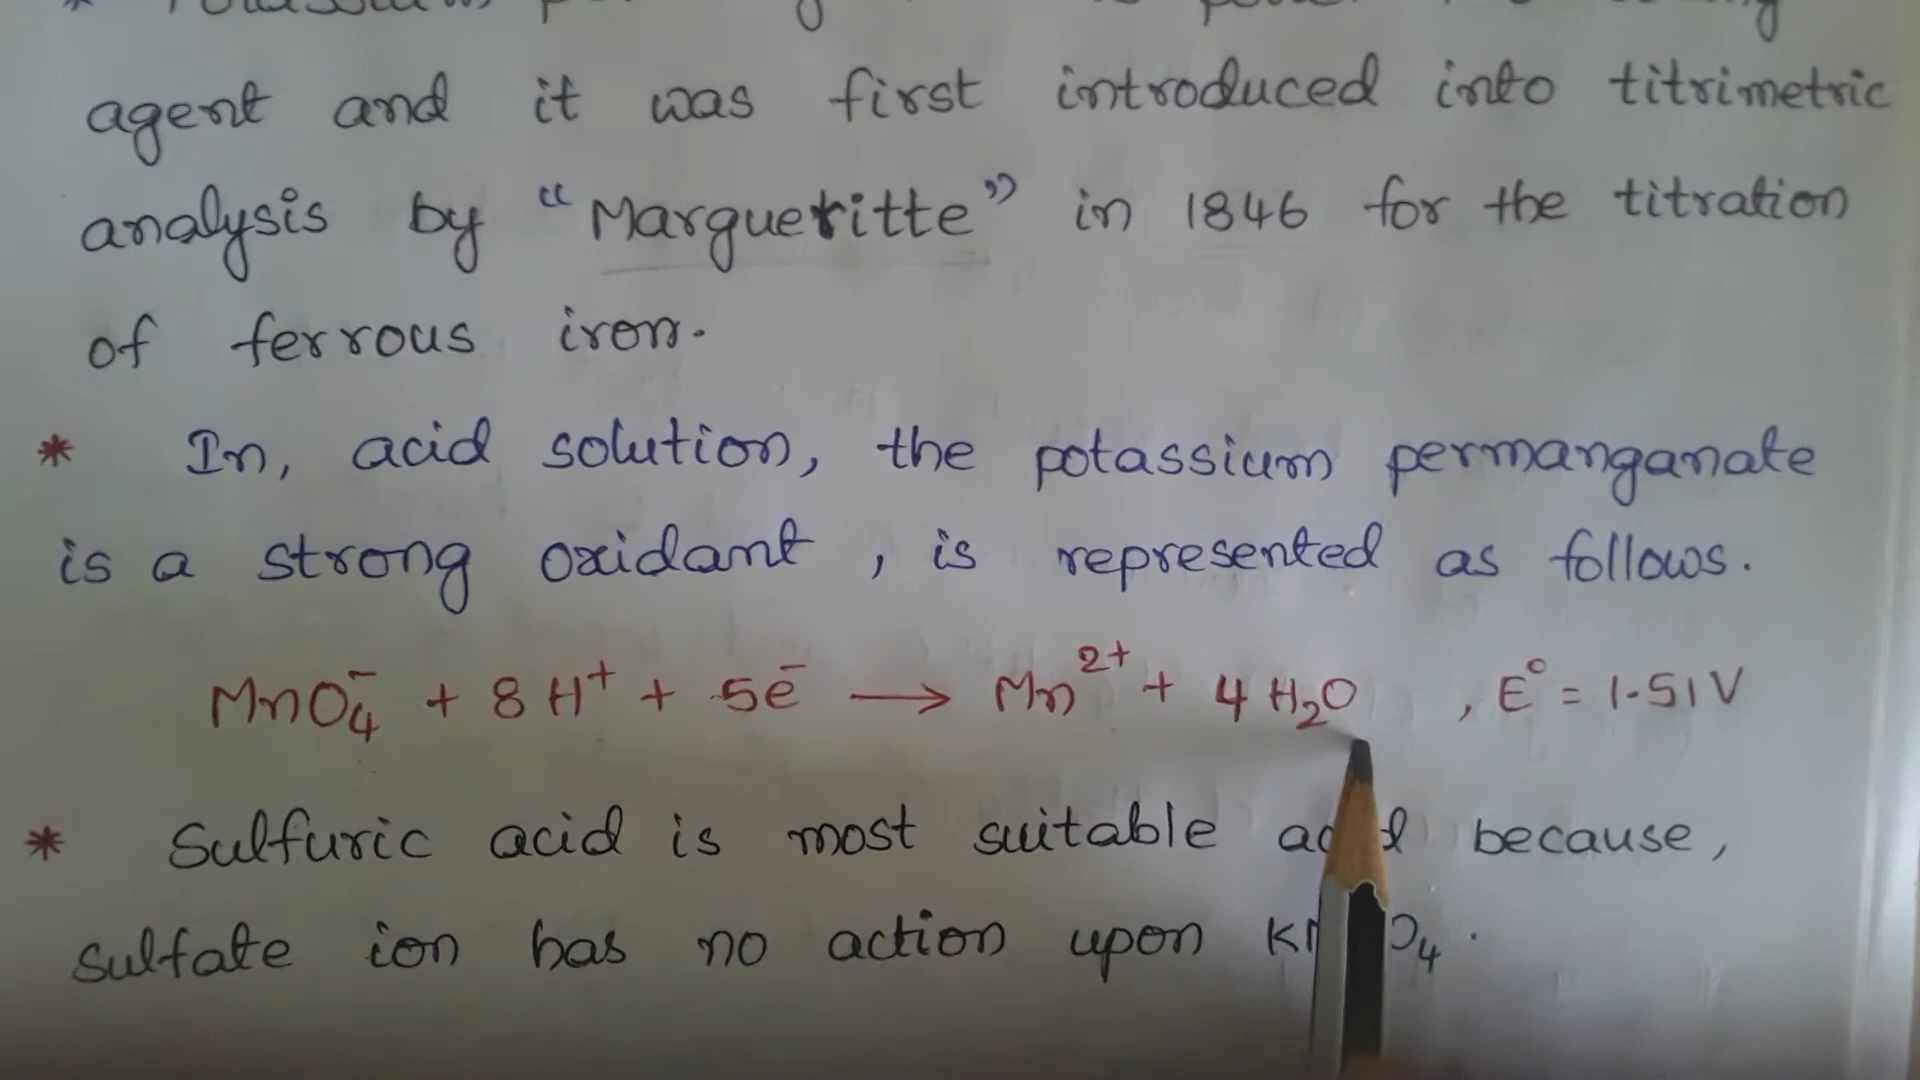 agent and it was first introduced into titrimetric
analysis by "Margueritte" in 1846 for the titration
of ferrous iron.
* In, acid solution, the potassium permanganate
is a strong oxidant, is represented as follows.
MnO₄⁻ + 8H⁺ + 5e⁻ → Mn²⁺ + 4H₂O , E° = 1.51V
* Sulfuric acid is most suitable because,
sulfate ion has no action upon